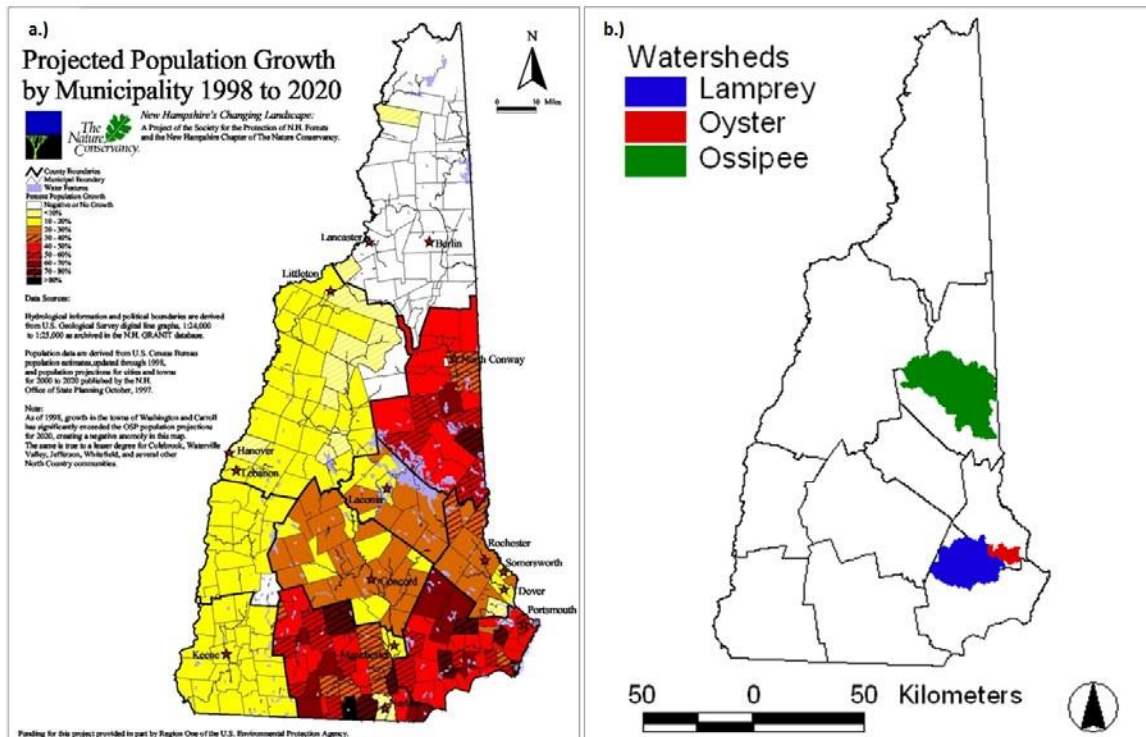 a.)
Projected Population Growth
by Municipality 1998 to 2020
N
The
Nature
Conservancy.
New Hampshire's Changing Landscape:
A Project of the Society for the Protection of N.H. Forests
and the New Hampshire Chapter of The Nature Conservancy.
County Boundaries
Municipal Boundary
Water Features
Percent Population Growth
Negative or No Growth
<10%
10 - 20%
20 - 30%
30 - 40%
40 - 50%
50 - 60%
60 - 70%
70 - 80%
>80%
Data Sources:
Hydrological information and political boundaries are derived
from U.S. Geological Survey digital line graphs, 1:24,000
to 1:25,000 as archived in the N.H. GRANIT database.
Population data are derived from U.S. Census Bureau
population estimates, updated through 1998,
and population projections for cities and towns
for 2000 to 2020 published by the N.H.
Office of State Planning October, 1997.
Note:
As of 1998, growth in the towns of Washington and Carroll
has significantly exceeded the OSP population projections
for 2020, creating a negative anomaly in this map.
The same is true to a lesser degree for Colebrook, Waterville
Valley, Jefferson, Whitefield, and several other
North Country communities.
Lancaster
Berlin
Littleton
North Conway
Hanover
Lebanon
Laconia
Rochester
Somersworth
Concord
Dover
Portsmouth
Manchester
Keene
Funding for this project provided in part by Region One of the U.S. Environmental Protection Agency.
b.)
Watersheds
Lamprey
Oyster
Ossipee
50 0 50 Kilometers